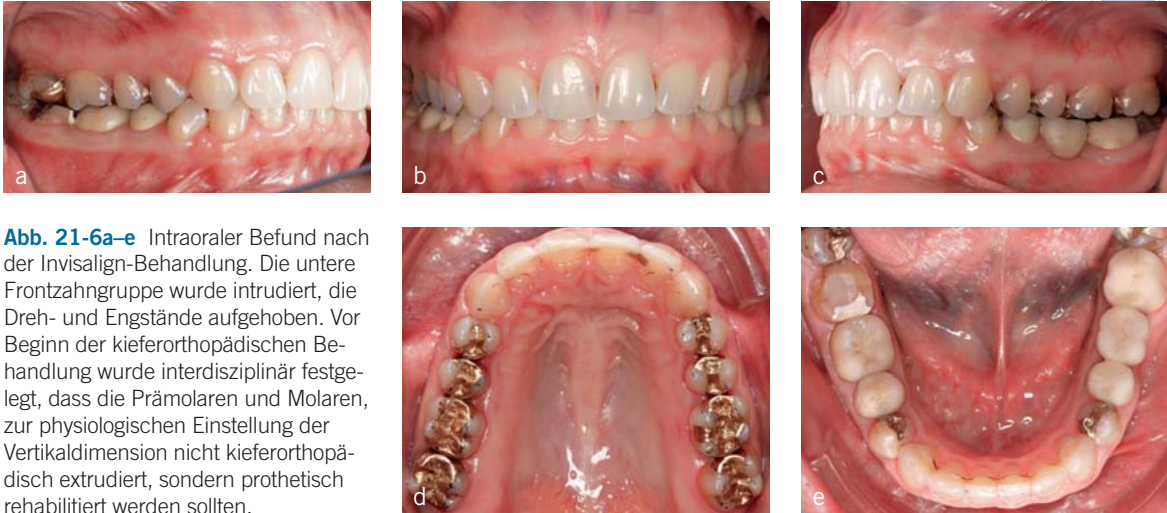 a
b
c
Abb. 21-6a–e Intraoraler Befund nach
der Invisalign-Behandlung. Die untere
Frontzahngruppe wurde intrudiert, die
Dreh- und Engstände aufgehoben. Vor
Beginn der kieferorthopädischen Be-
handlung wurde interdisziplinär festge-
legt, dass die Prämolaren und Molaren,
zur physiologischen Einstellung der
Vertikaldimension nicht kieferorthopä-
disch extrudiert, sondern prothetisch
rehabilitiert werden sollten.
d
e